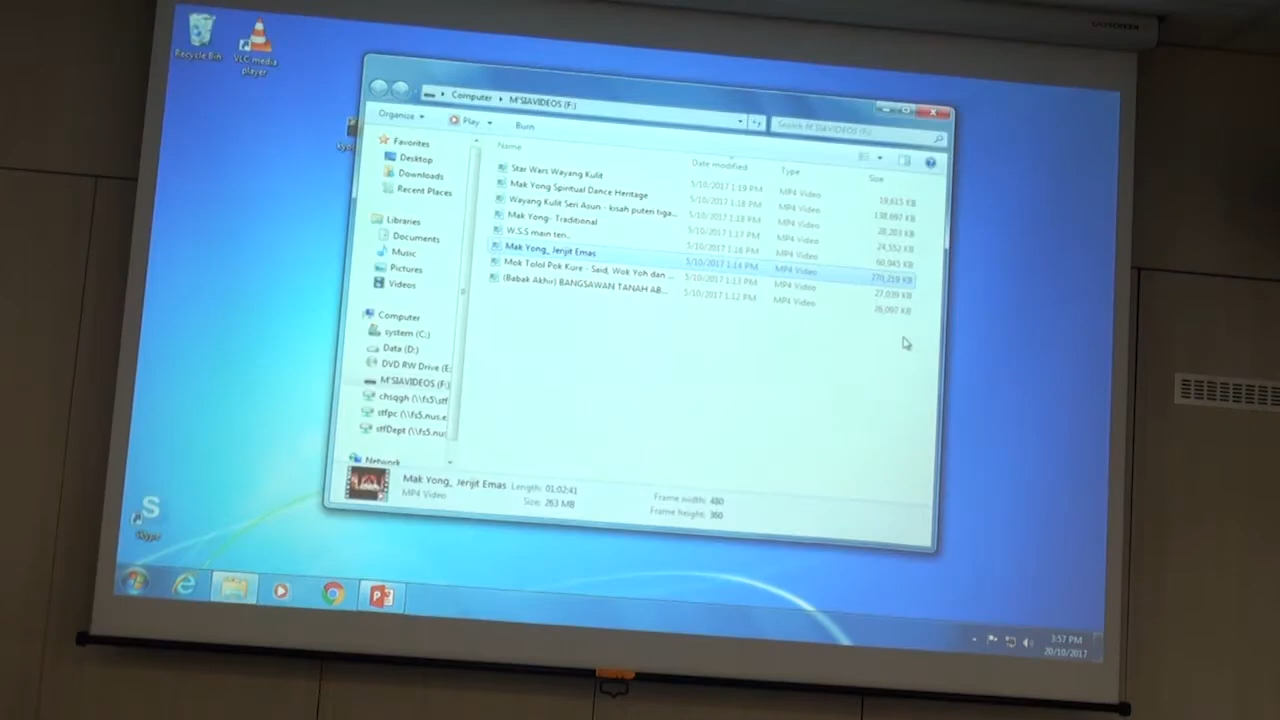 Recycle Bin
VLC media
player
Computer
M'SIAVIDEOS (F:)
Search M'SIAVIDEOS (F:)
Organize
Play
Burn
Favorites
Desktop
Downloads
Recent Places
Libraries
Documents
Music
Pictures
Videos
Computer
system (C:)
Data (D:)
DVD RW Drive (E:
M'SIAVIDEOS (F:)
chsqgh (\\fs5\stf
stfpc (\\fs5.nus.e
stfDept (\\fs5.nus
Network
Name Date modified Type Size
Star Wars Wayang Kulit 5/10/2017 1:19 PM MP4 Video 19,615 KB
Mak Yong Spiritual Dance Heritage 5/10/2017 1:18 PM MP4 Video 138,697 KB
Wayang Kulit Seri Asun - kisah puteri tiga... 5/10/2017 1:18 PM MP4 Video 28,203 KB
Mak Yong- Traditional 5/10/2017 1:17 PM MP4 Video 24,552 KB
W.S.S main teri... 5/10/2017 1:16 PM MP4 Video 60,945 KB
Mak Yong_ Jerijit Emas 5/10/2017 1:14 PM MP4 Video 270,219 KB
Mok Tolol Pok Kure - Said, Wok Yoh dan ... 5/10/2017 1:13 PM MP4 Video 27,039 KB
(Babak Akhir) BANGSAWAN TANAH AB... 5/10/2017 1:12 PM MP4 Video 26,097 KB
Mak Yong_ Jerijit Emas Length: 01:02:41 Frame width: 480
MP4 Video Size: 263 MB Frame height: 360
S
Skype
3:57 PM
20/10/2017